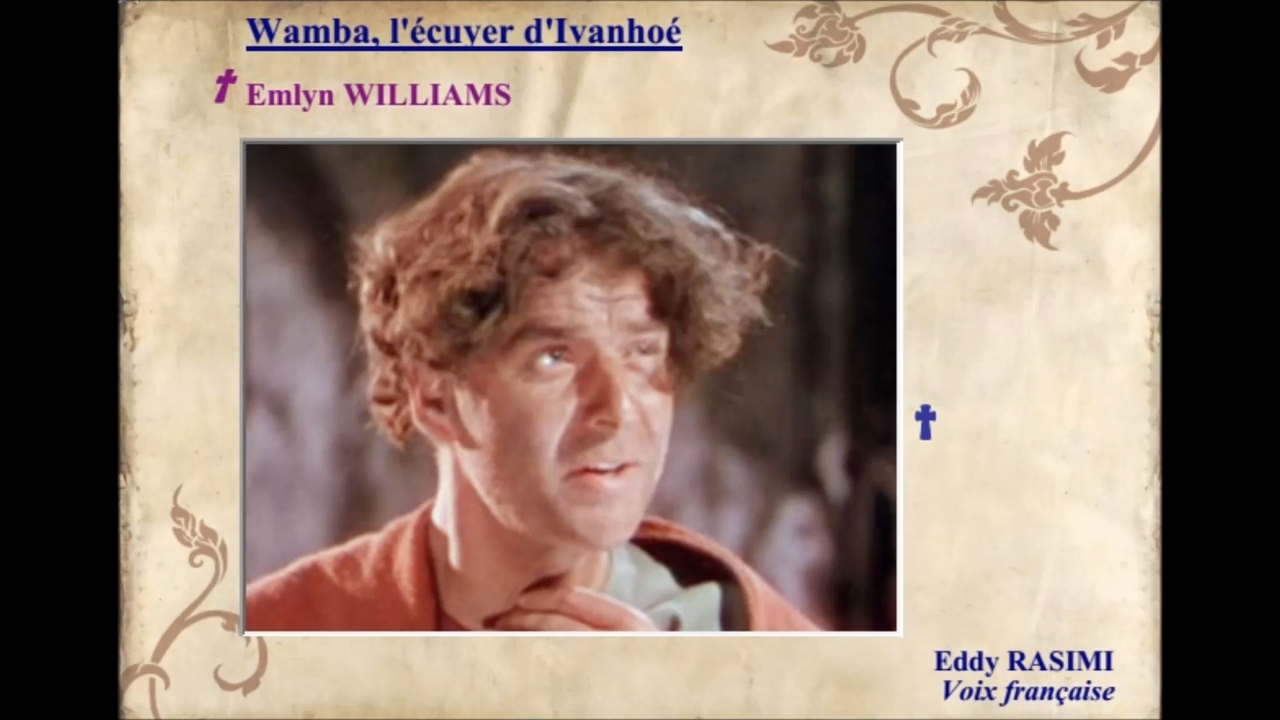 Wamba, l'écuyer d'Ivanhoé
Emlyn WILLIAMS
Eddy RASIMI
Voix française